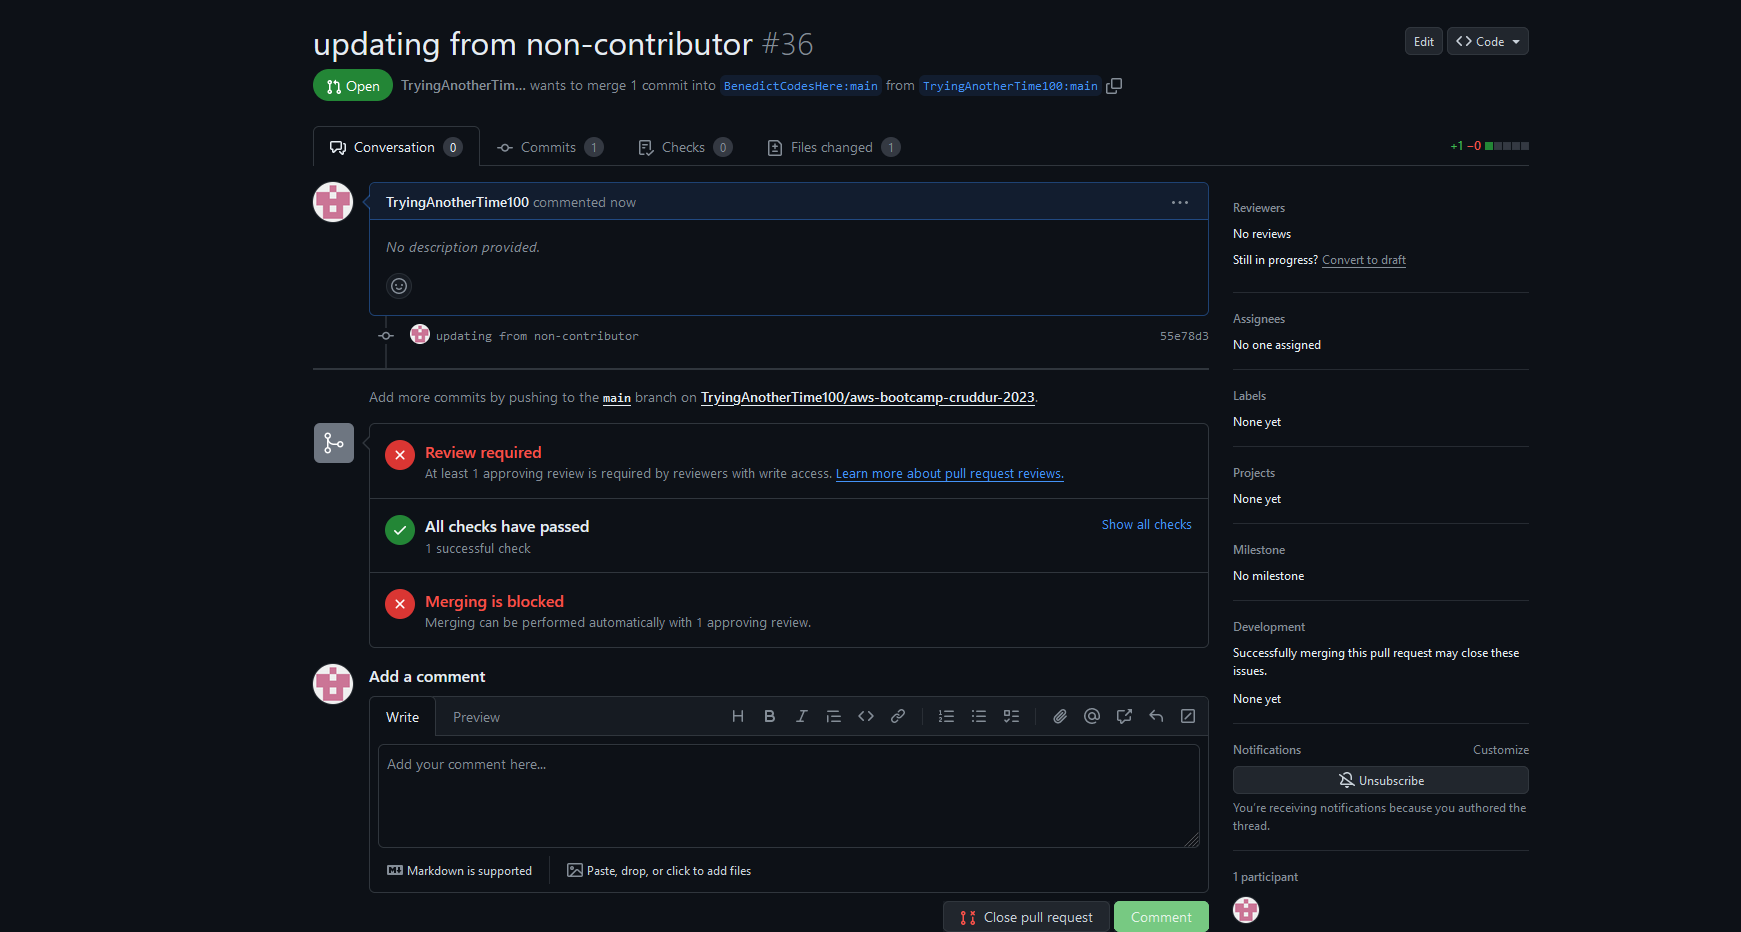 updating from non-contributor #36
Edit
<> Code
Open
TryingAnotherTim... wants to merge 1 commit into BenedictCodesHere:main from TryingAnotherTime100:main
Conversation 0
Commits 1
Checks 0
Files changed 1
+1 −0
TryingAnotherTime100 commented now
No description provided.
updating from non-contributor
55e78d3
Add more commits by pushing to the main branch on TryingAnotherTime100/aws-bootcamp-cruddur-2023.
Review required
At least 1 approving review is required by reviewers with write access. Learn more about pull request reviews.
All checks have passed
1 successful check
Show all checks
Merging is blocked
Merging can be performed automatically with 1 approving review.
Add a comment
Write
Preview
Add your comment here...
Markdown is supported
Paste, drop, or click to add files
Close pull request
Comment
Reviewers
No reviews
Still in progress? Convert to draft
Assignees
No one assigned
Labels
None yet
Projects
None yet
Milestone
No milestone
Development
Successfully merging this pull request may close these
issues.
None yet
Notifications
Customize
Unsubscribe
You're receiving notifications because you authored the
thread.
1 participant